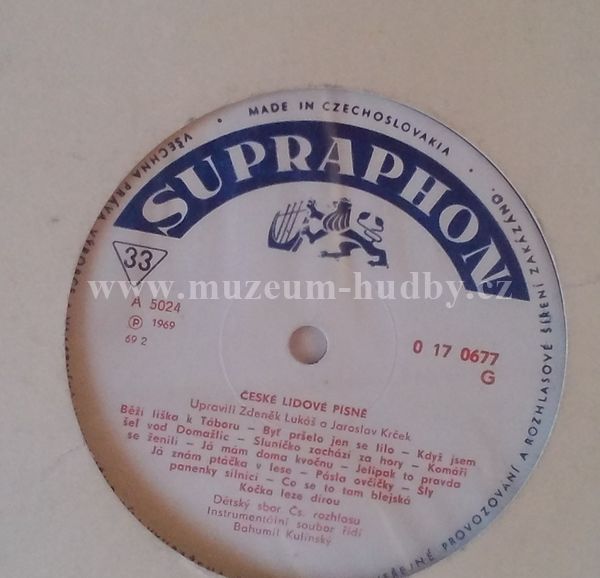 VŠECHNA PRÁVA VÝROBCE
MADE IN CZECHOSLOVAKIA
SUPRAPHON
33
A 5024
Ⓟ 1969
69 2
0 17 0677
G
www.muzeum-hudby.cz
ČESKÉ LIDOVÉ PÍSNĚ
Upravili Zdeněk Lukáš a Jaroslav Krček
Běží liška k Táboru – Byť pršelo jen se lilo – Když jsem
šel vod Domažlic – Sluníčko zachází za hory – Komáři
se ženili – Já mám doma kvočnu – Jelipak to pravda
Já znám ptáčka v lese – Pásla ovčičky – Šly
panenky silnicí – Co se to tam blejská
Kočka leze dírou
Dětský sbor Čs. rozhlasu
Instrumentální soubor řídí
Bohumil Kulínský
VEŘEJNÉ PROVOZOVÁNÍ A ROZHLASOVÉ ŠÍŘENÍ ZAKÁZÁNO.